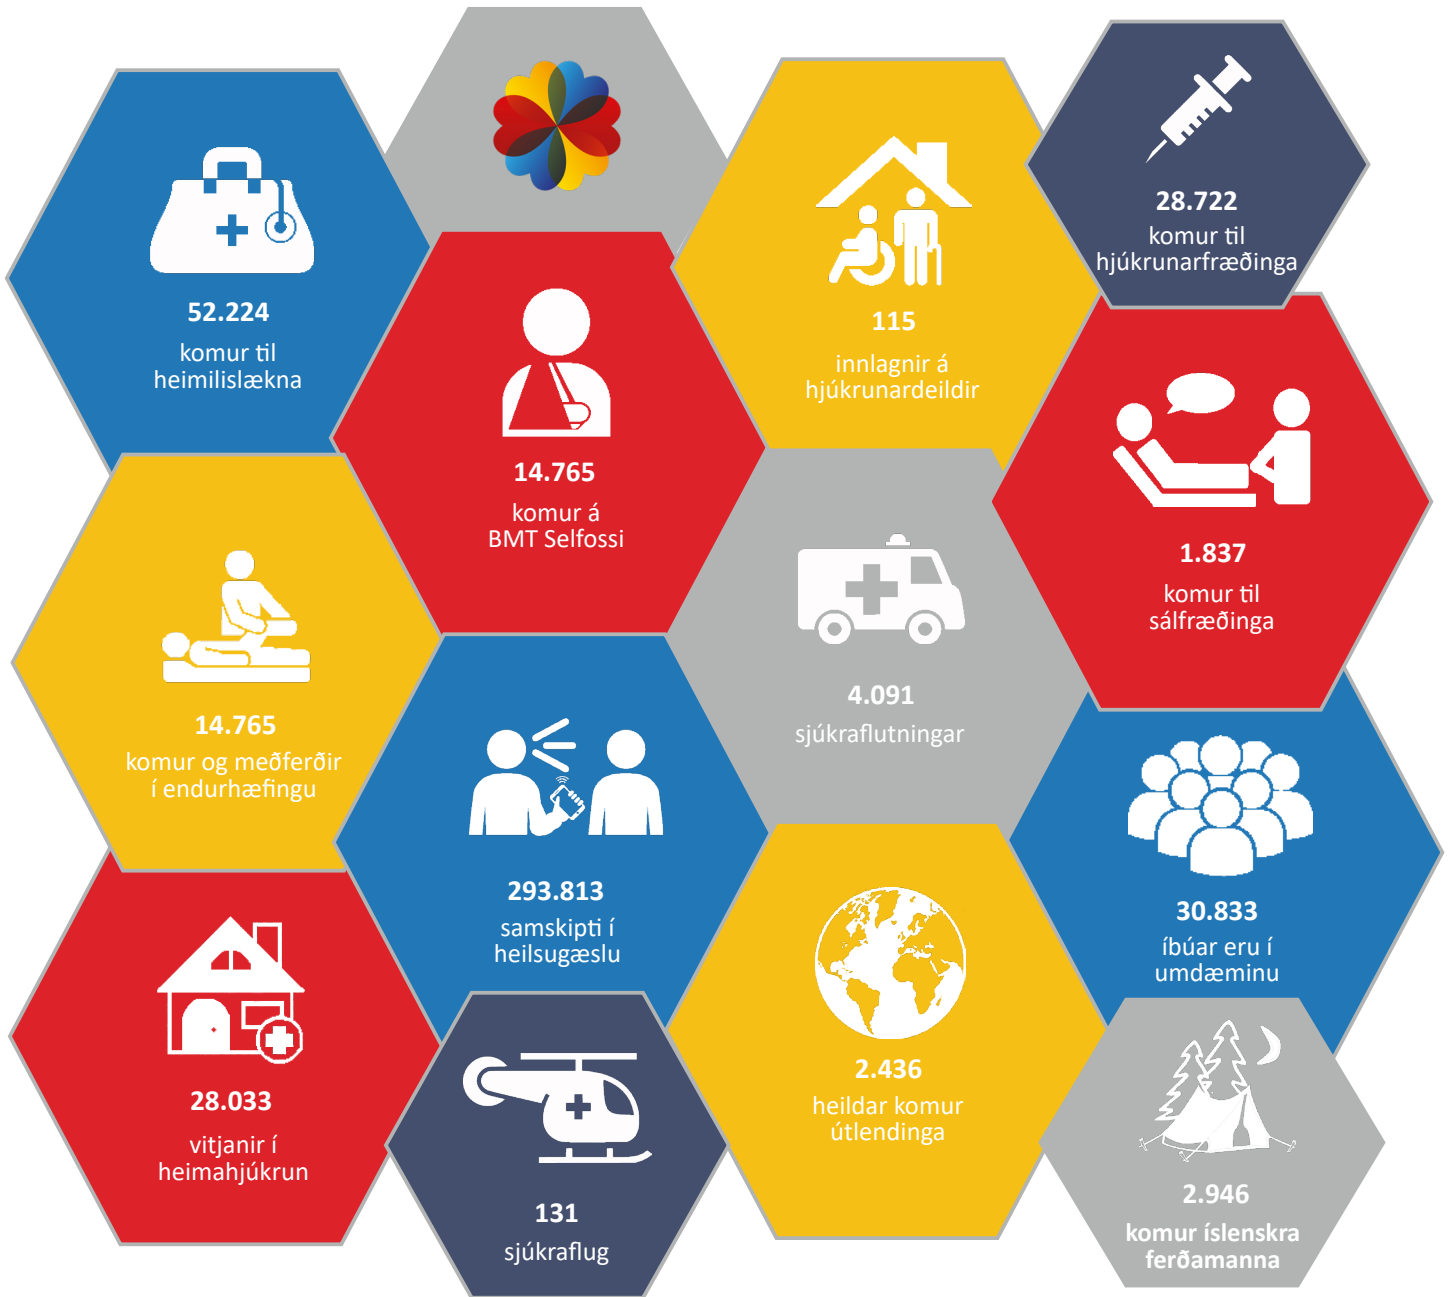 28.722
komur til
hjúkrunarfræðinga
52.224
komur til
heimilislækna
115
innlagnir á
hjúkrunardeildir
14.765
komur á
BMT Selfossi
1.837
komur til
sálfræðinga
4.091
sjúkraflutningar
14.765
komur og meðferðir
í endurhæfingu
293.813
samskipti í
heilsugæslu
30.833
íbúar eru í
umdæminu
2.436
heildar komur
útlendinga
28.033
vitjanir í
heimahjúkrun
131
sjúkraflug
2.946
komur íslenskra
ferðamanna